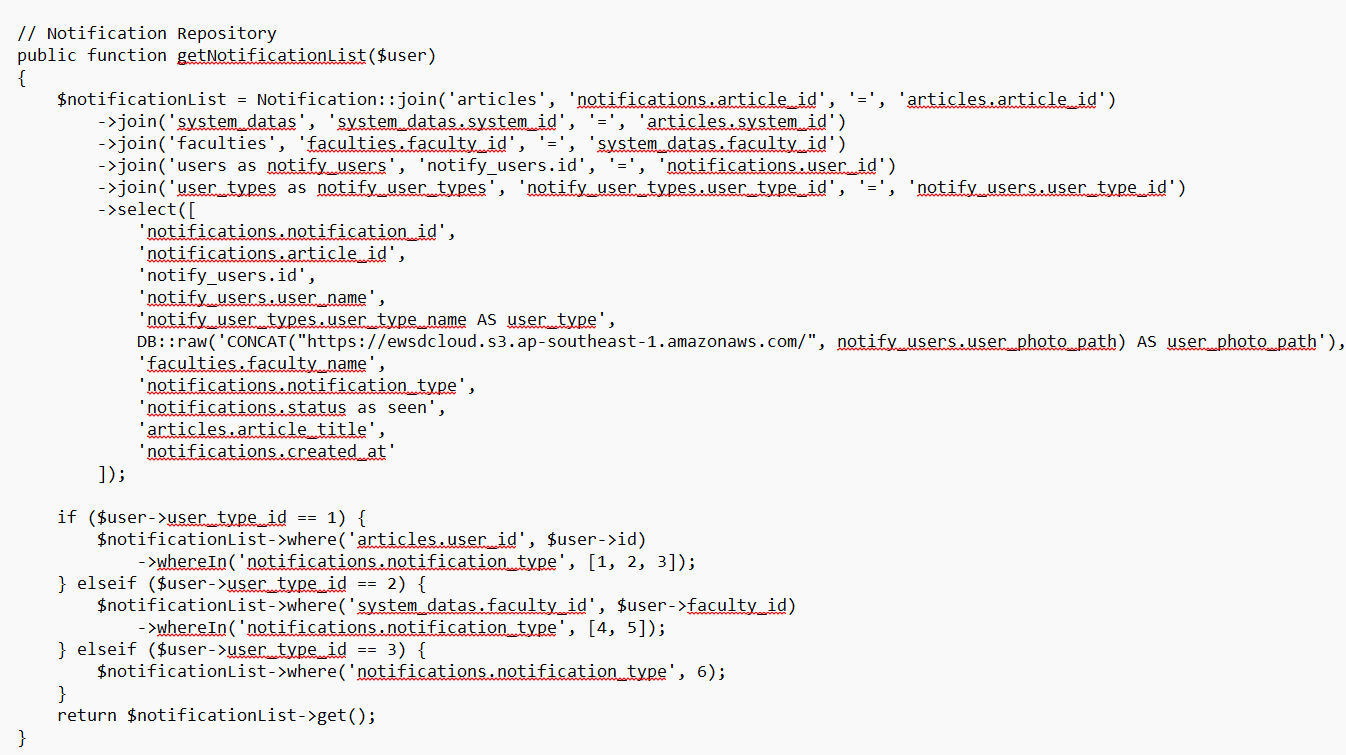 // Notification Repository
public function getNotificationList($user)
{
    $notificationList = Notification::join('articles', 'notifications.article_id', '=', 'articles.article_id')
        ->join('system_datas', 'system_datas.system_id', '=', 'articles.system_id')
        ->join('faculties', 'faculties.faculty_id', '=', 'system_datas.faculty_id')
        ->join('users as notify_users', 'notify_users.id', '=', 'notifications.user_id')
        ->join('user_types as notify_user_types', 'notify_user_types.user_type_id', '=', 'notify_users.user_type_id')
        ->select([
            'notifications.notification_id',
            'notifications.article_id',
            'notify_users.id',
            'notify_users.user_name',
            'notify_user_types.user_type_name AS user_type',
            DB::raw('CONCAT("https://ewsdcloud.s3.ap-southeast-1.amazonaws.com/", notify_users.user_photo_path) AS user_photo_path'),
            'faculties.faculty_name',
            'notifications.notification_type',
            'notifications.status as seen',
            'articles.article_title',
            'notifications.created_at'
        ]);

    if ($user->user_type_id == 1) {
        $notificationList->where('articles.user_id', $user->id)
            ->whereIn('notifications.notification_type', [1, 2, 3]);
    } elseif ($user->user_type_id == 2) {
        $notificationList->where('system_datas.faculty_id', $user->faculty_id)
            ->whereIn('notifications.notification_type', [4, 5]);
    } elseif ($user->user_type_id == 3) {
        $notificationList->where('notifications.notification_type', 6);
    }
    return $notificationList->get();
}